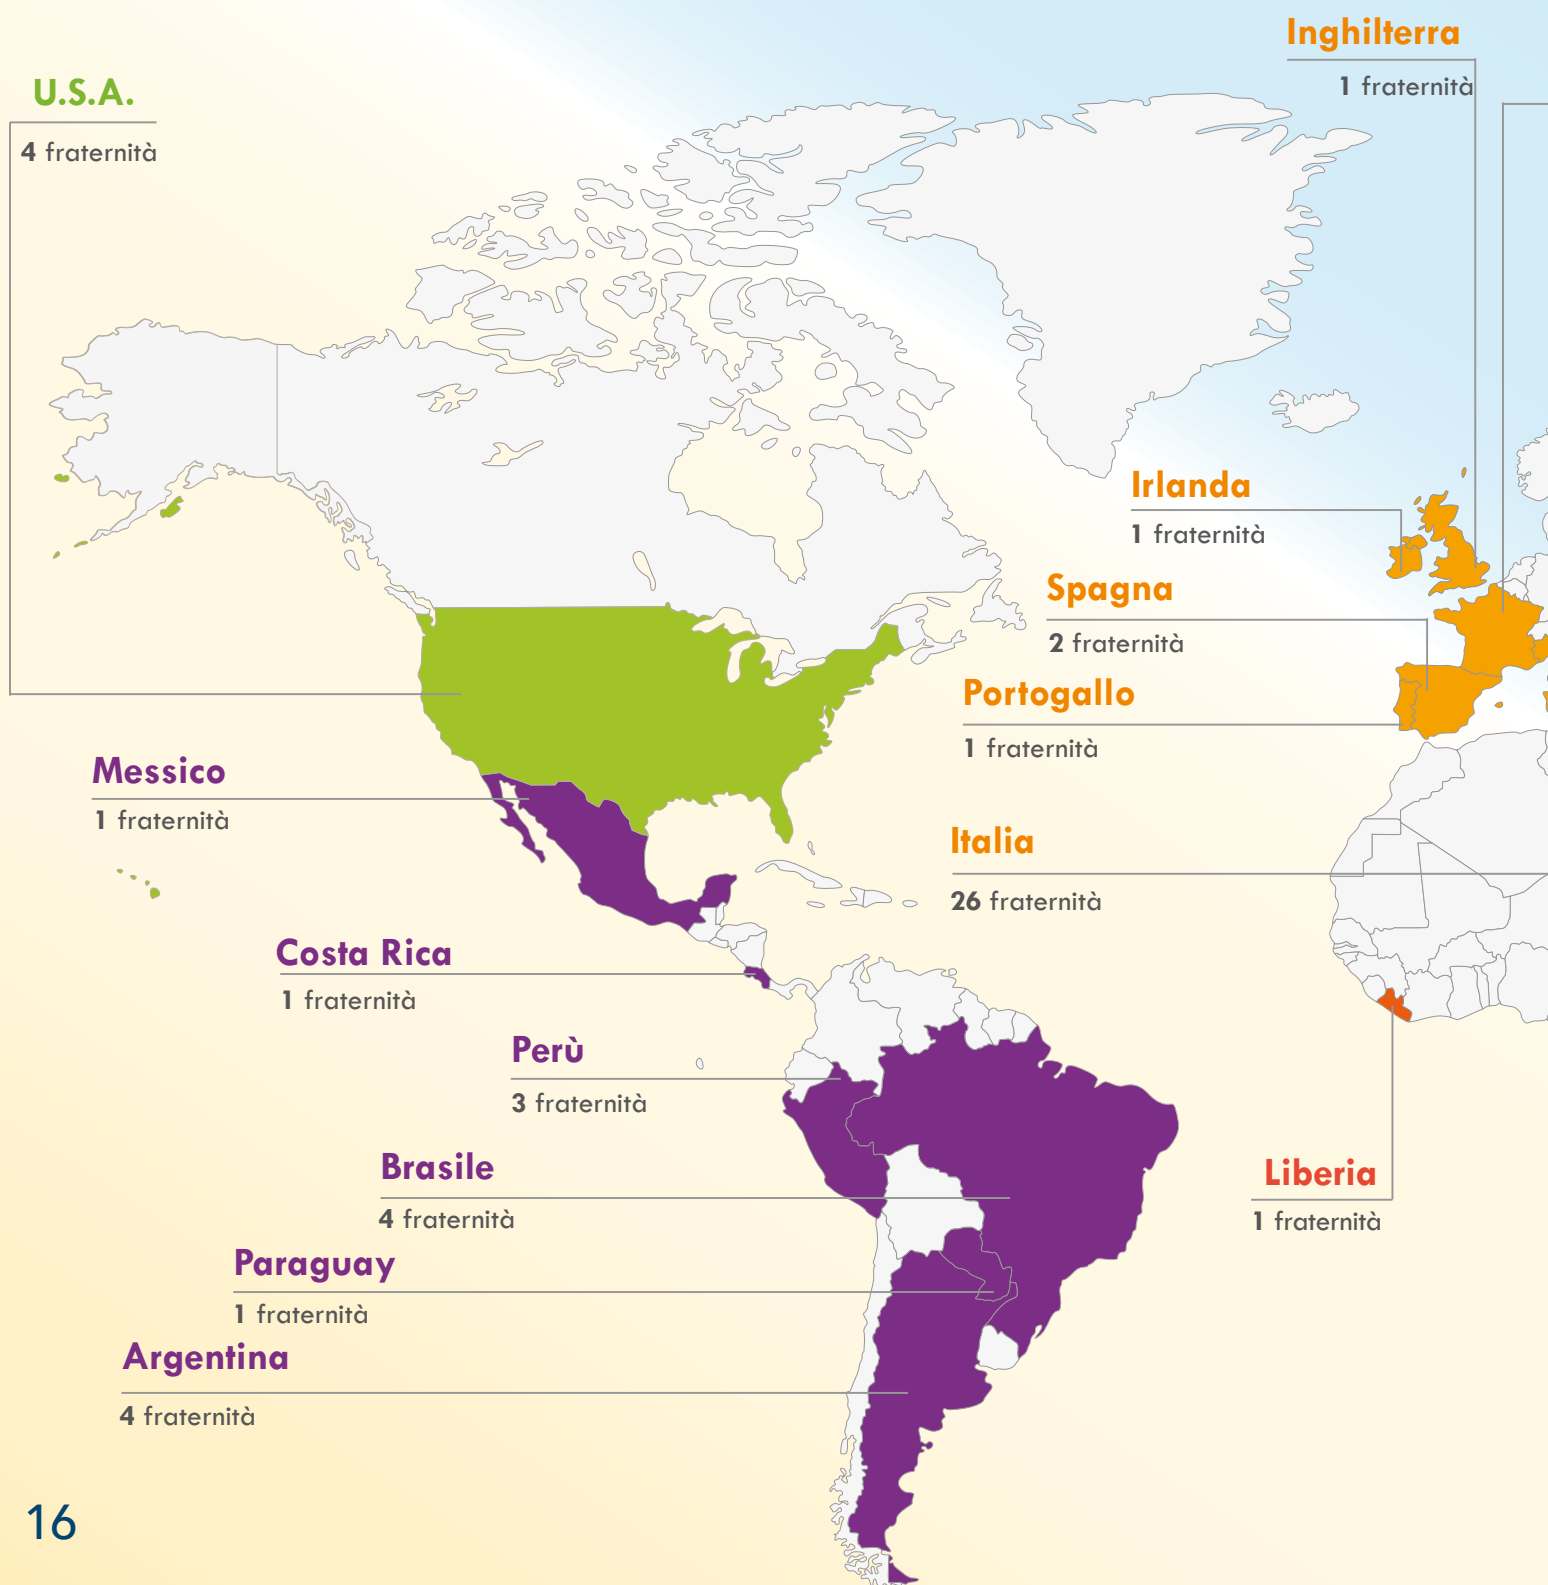 Inghilterra
1 fraternità
U.S.A.
4 fraternità
Irlanda
1 fraternità
Spagna
2 fraternità
Portogallo
1 fraternità
Messico
1 fraternità
Italia
26 fraternità
Costa Rica
1 fraternità
Perù
3 fraternità
Brasile
4 fraternità
Liberia
1 fraternità
Paraguay
1 fraternità
Argentina
4 fraternità
16